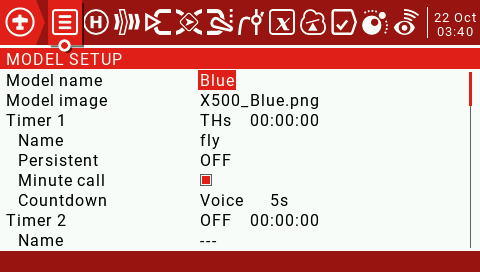 22 Oct
03:40
MODEL SETUP
Model name Blue
Model image X500_Blue.png
Timer 1 THs 00:00:00
Name fly
Persistent OFF
Minute call
Countdown Voice 5s
Timer 2 OFF 00:00:00
Name ---